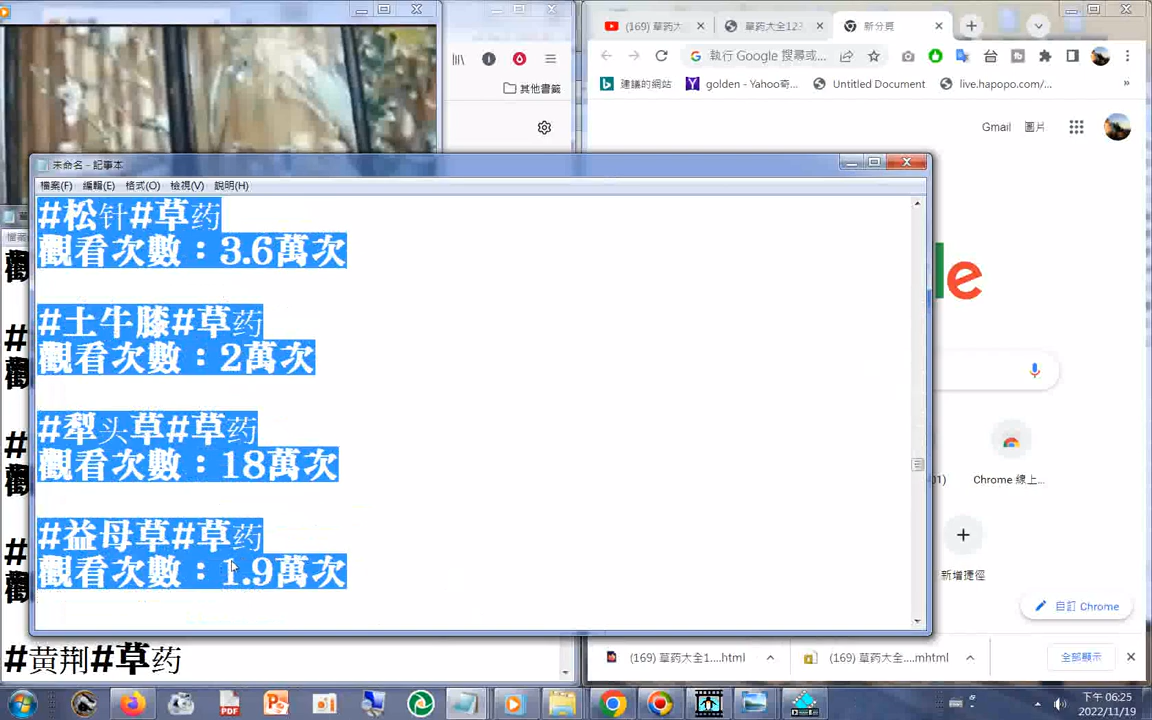 其他書籤
(169) 草药大
草药大全12
新分頁
執行 Google 搜尋或...
建議的網站
golden - Yahoo奇...
Untitled Document
live.hapopo.com/...
»
Gmail
圖片
未命名 - 記事本
檔案(F)
編輯(E)
格式(O)
檢視(V)
說明(H)
#松针#草药
觀看次數：3.6萬次
#土牛膝#草药
觀看次數：2萬次
#犁头草#草药
觀看次數：18萬次
#益母草#草药
觀看次數：1.9萬次
觀
#
觀
#
觀
#
觀
#黄荆#草药
le
01)
Chrome 線上...
新增捷徑
自訂 Chrome
(169) 草药大全1....html
(169) 草药大全....mhtml
全部顯示
PDF
下午 06:25
2022/11/19